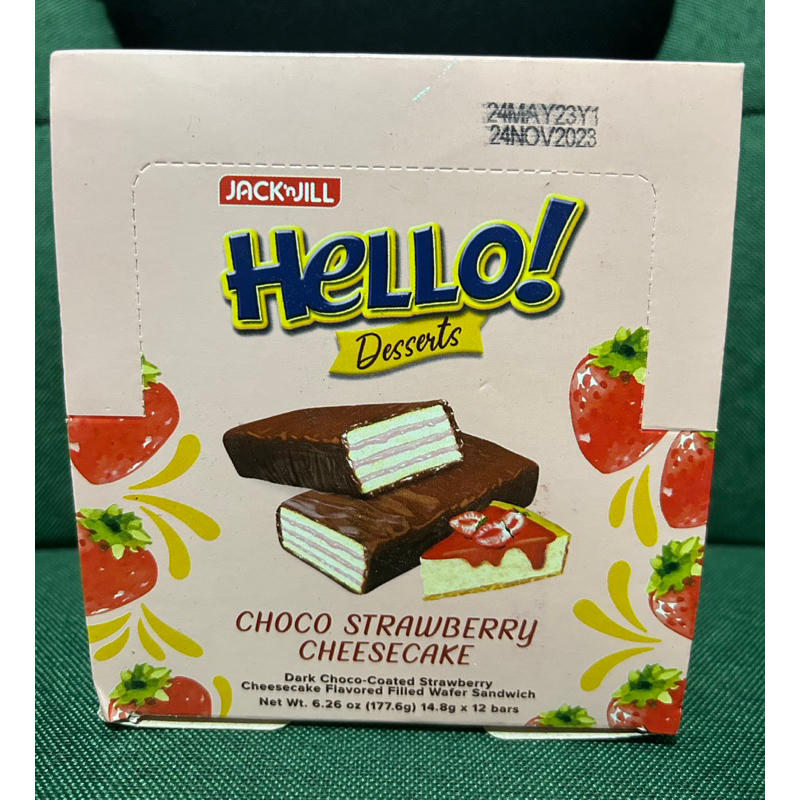 24MAY23Y1
24NOV2023
JACK'nJILL
HeLLO!
Desserts
CHOCO STRAWBERRY
CHEESECAKE
Dark Choco-Coated Strawberry
Cheesecake Flavored Filled Wafer Sandwich
Net Wt. 6.26 oz (177.6g) 14.8g x 12 bars